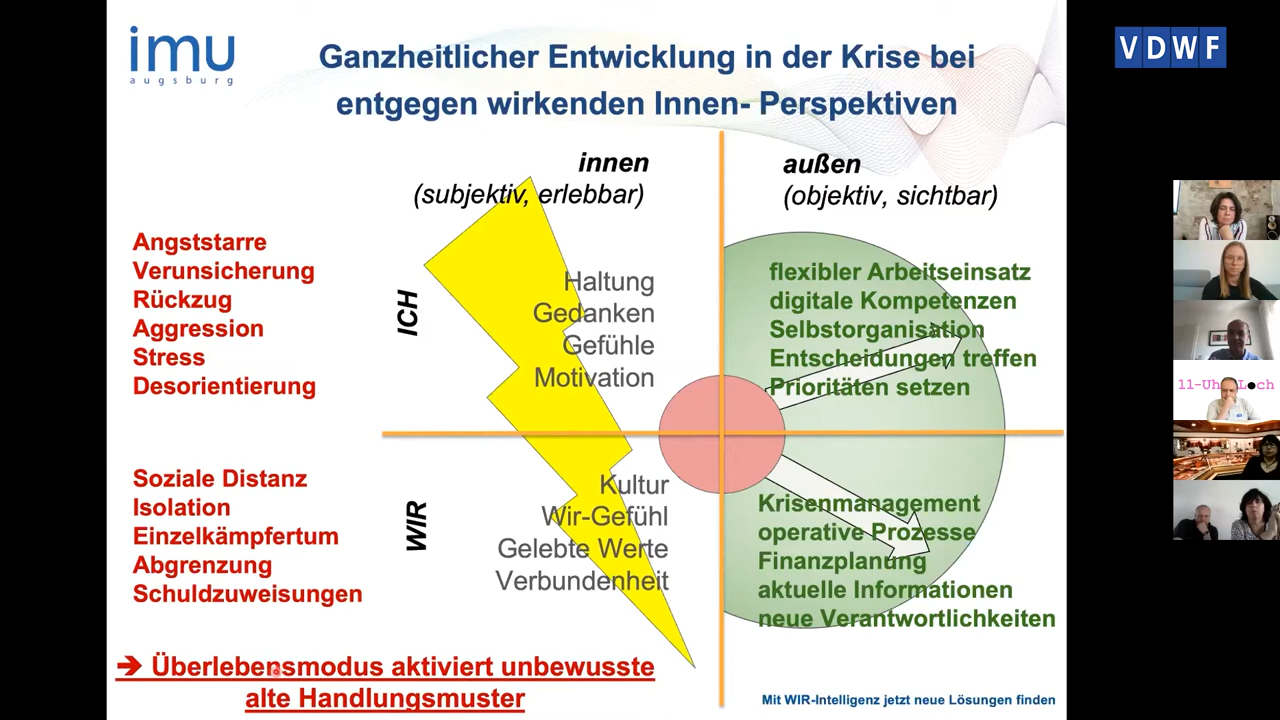 imu
augsburg
Ganzheitlicher Entwicklung in der Krise bei
entgegen wirkenden Innen- Perspektiven
VDWF
innen
(subjektiv, erlebbar)
außen
(objektiv, sichtbar)
Angststarre
Verunsicherung
Rückzug
Aggression
Stress
Desorientierung
ICH
Haltung
Gedanken
Gefühle
Motivation
flexibler Arbeitseinsatz
digitale Kompetenzen
Selbstorganisation
Entscheidungen treffen
Prioritäten setzen
Soziale Distanz
Isolation
Einzelkämpfertum
Abgrenzung
Schuldzuweisungen
WIR
Kultur
Wir-Gefühl
Gelebte Werte
Verbundenheit
Krisenmanagement
operative Prozesse
Finanzplanung
aktuelle Informationen
neue Verantwortlichkeiten
➔ Überlebensmodus aktiviert unbewusste
alte Handlungsmuster
Mit WIR-Intelligenz jetzt neue Lösungen finden